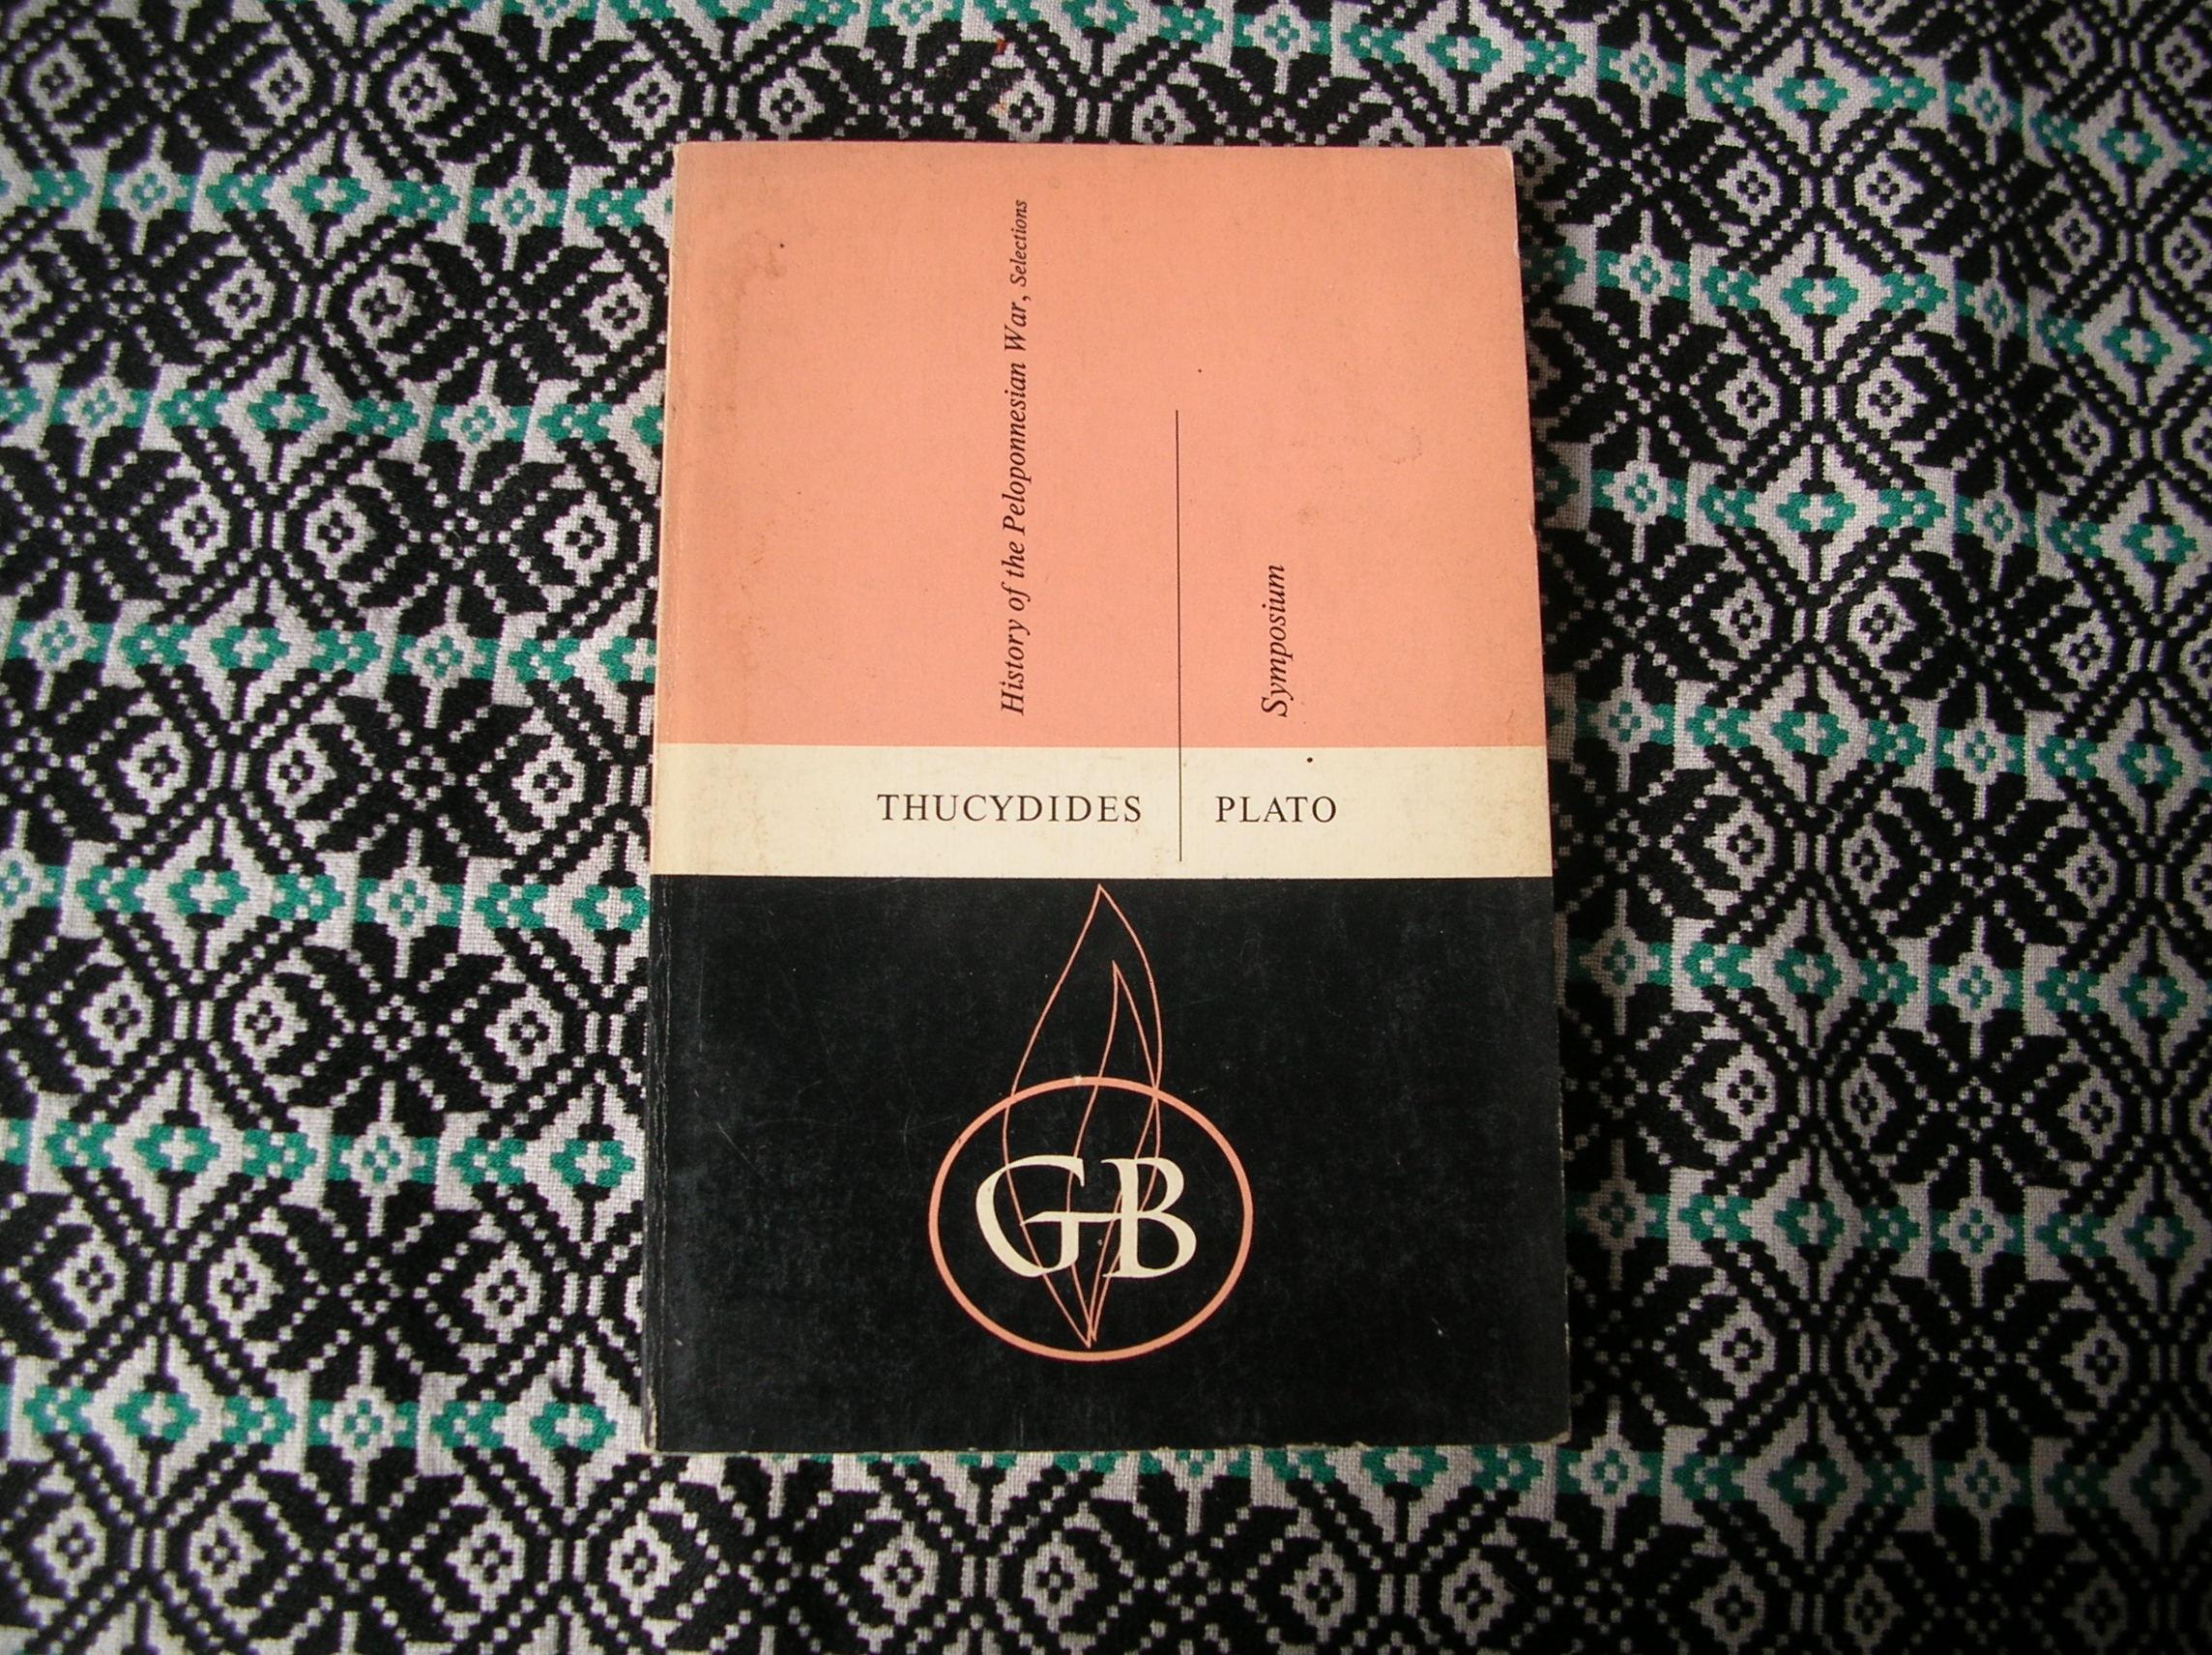 History of the Peloponnesian War, Selections
Symposium
THUCYDIDES
PLATO
GB